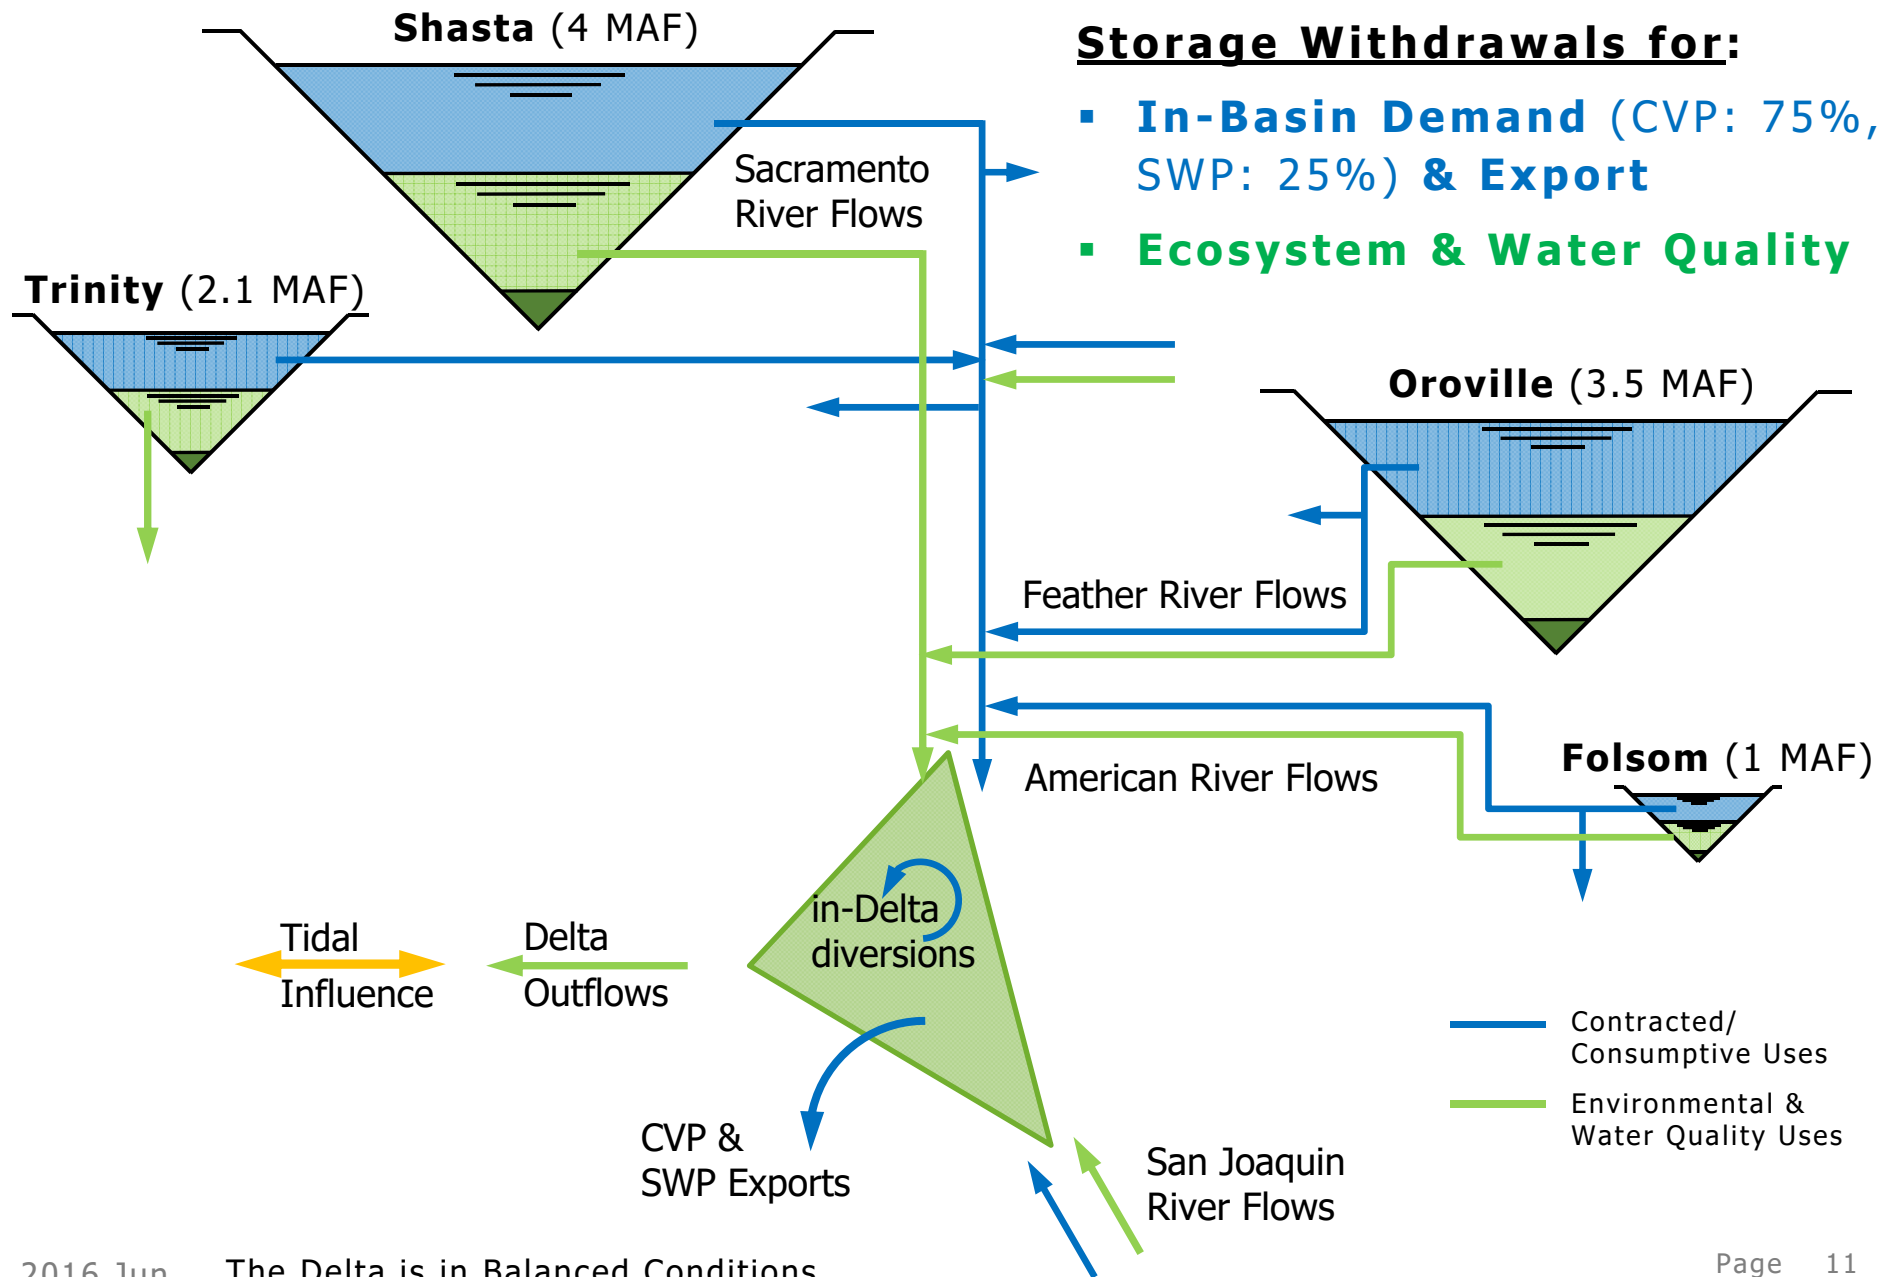 Shasta (4 MAF)
Storage Withdrawals for:
▪ In-Basin Demand (CVP: 75%,
SWP: 25%) & Export
▪ Ecosystem & Water Quality
Sacramento
River Flows
Trinity (2.1 MAF)
Oroville (3.5 MAF)
Feather River Flows
American River Flows
Folsom (1 MAF)
in-Delta
diversions
Tidal
Influence
Delta
Outflows
CVP &
SWP Exports
San Joaquin
River Flows
Contracted/
Consumptive Uses
Environmental &
Water Quality Uses
2016 Jun The Delta is in Balanced Conditions
Page 11